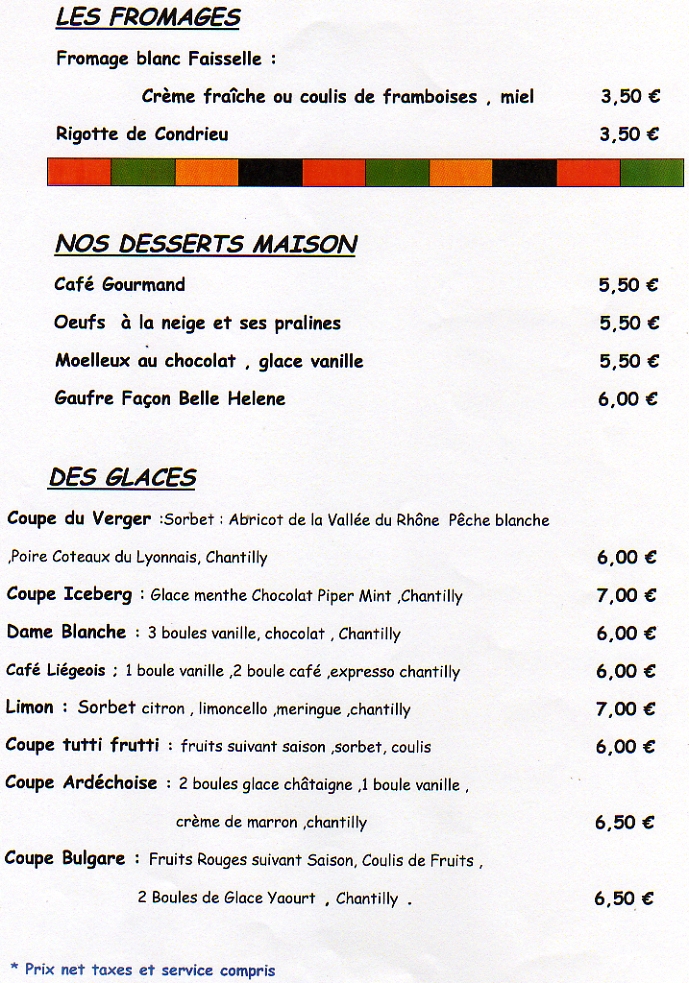 LES FROMAGES
Fromage blanc Faisselle :
Crème fraîche ou coulis de framboises , miel 3,50 €
Rigotte de Condrieu 3,50 €
NOS DESSERTS MAISON
Café Gourmand 5,50 €
Oeufs à la neige et ses pralines 5,50 €
Moelleux au chocolat , glace vanille 5,50 €
Gaufre Façon Belle Helene 6,00 €
DES GLACES
Coupe du Verger :Sorbet : Abricot de la Vallée du Rhône Pêche blanche
,Poire Coteaux du Lyonnais, Chantilly 6,00 €
Coupe Iceberg : Glace menthe Chocolat Piper Mint ,Chantilly 7,00 €
Dame Blanche : 3 boules vanille, chocolat , Chantilly 6,00 €
Café Liégeois ; 1 boule vanille ,2 boule café ,expresso chantilly 6,00 €
Limon : Sorbet citron , limoncello ,meringue ,chantilly 7,00 €
Coupe tutti frutti : fruits suivant saison ,sorbet, coulis 6,00 €
Coupe Ardéchoise : 2 boules glace châtaigne ,1 boule vanille ,
crème de marron ,chantilly 6,50 €
Coupe Bulgare : Fruits Rouges suivant Saison, Coulis de Fruits ,
2 Boules de Glace Yaourt , Chantilly . 6,50 €
* Prix net taxes et service compris